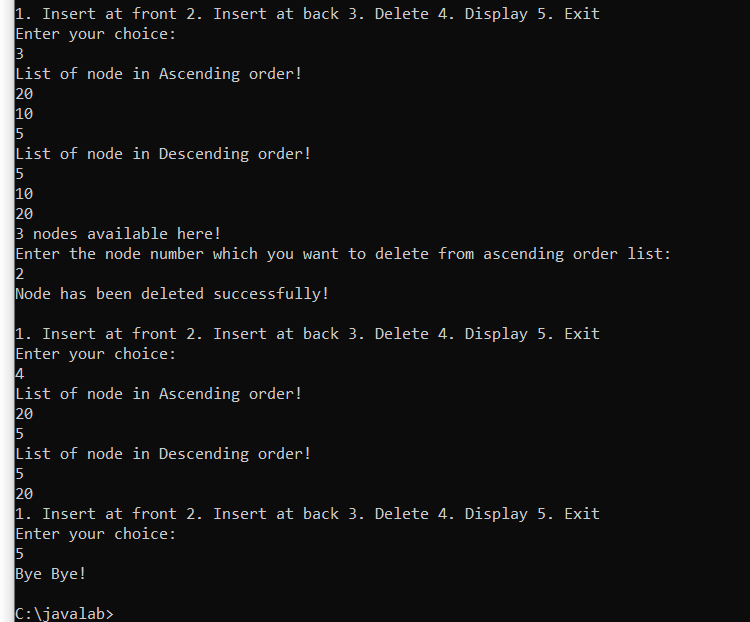 1. Insert at front 2. Insert at back 3. Delete 4. Display 5. Exit
Enter your choice:
3
List of node in Ascending order!
20
10
5
List of node in Descending order!
5
10
20
3 nodes available here!
Enter the node number which you want to delete from ascending order list:
2
Node has been deleted successfully!

1. Insert at front 2. Insert at back 3. Delete 4. Display 5. Exit
Enter your choice:
4
List of node in Ascending order!
20
5
List of node in Descending order!
5
20
1. Insert at front 2. Insert at back 3. Delete 4. Display 5. Exit
Enter your choice:
5
Bye Bye!

C:\javalab>